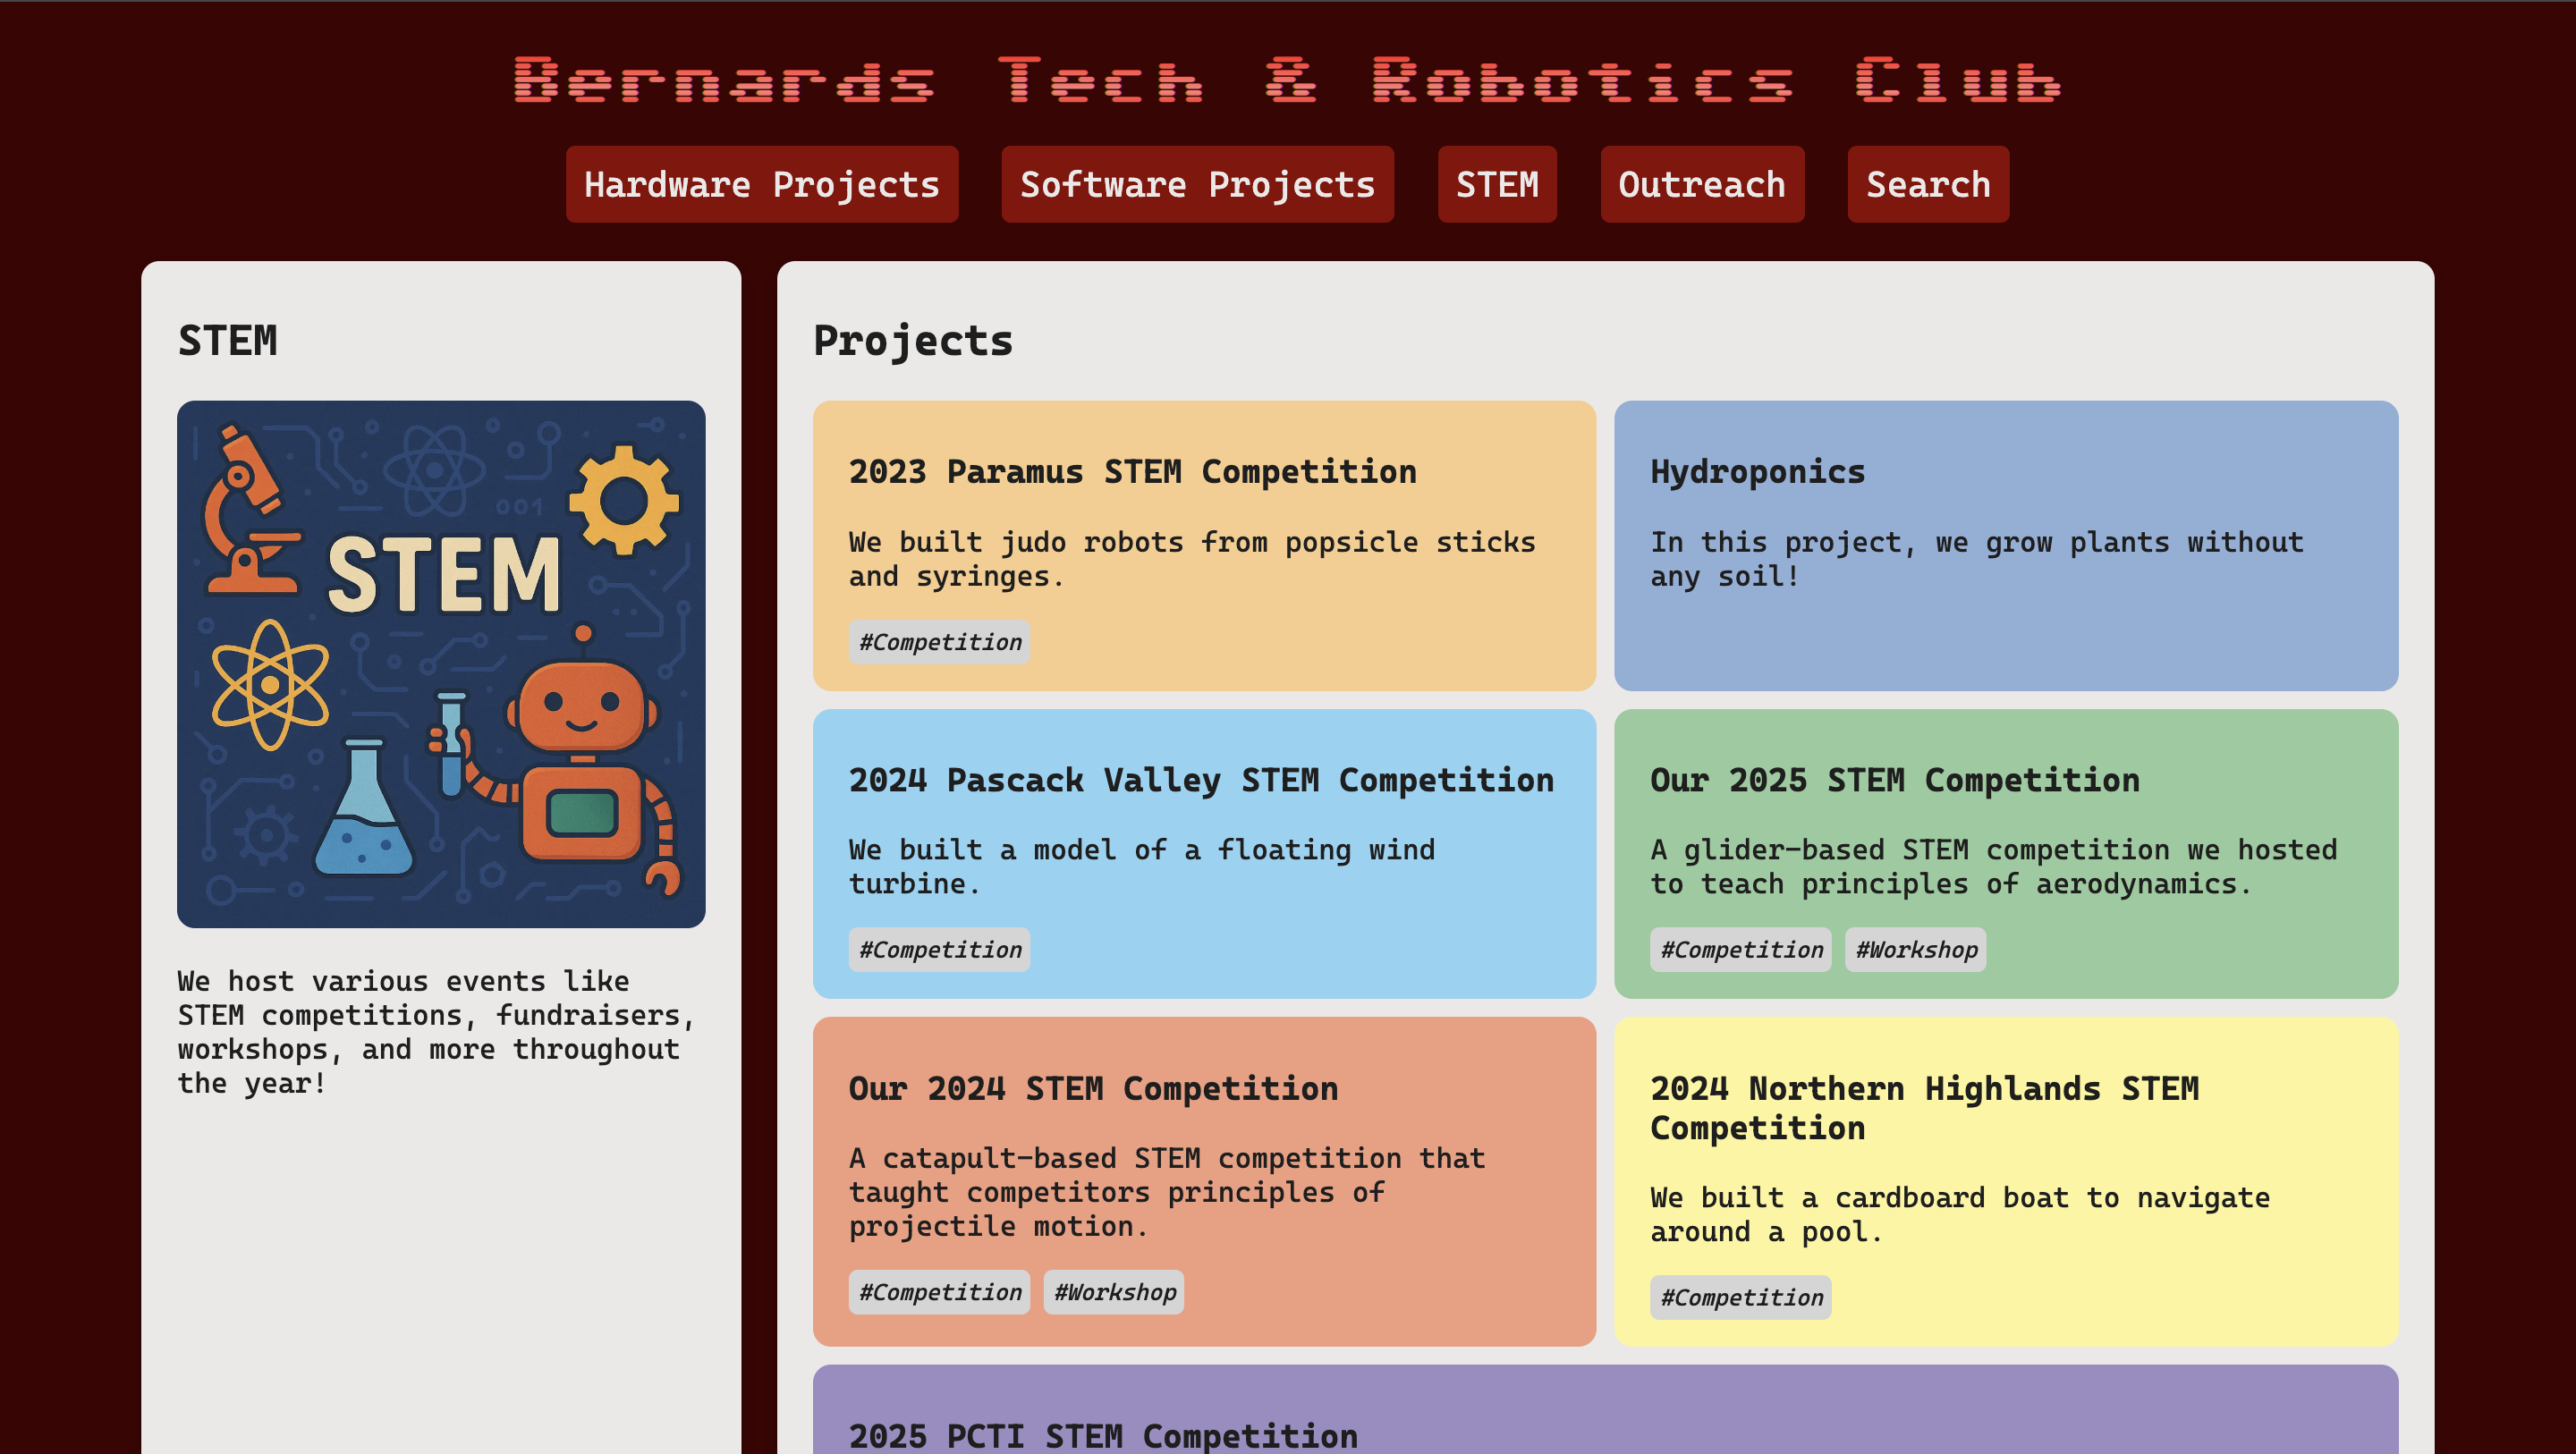 Bernards Tech & Robotics Club
Hardware Projects
Software Projects
STEM
Outreach
Search
STEM
001
STEM
We host various events like
STEM competitions, fundraisers,
workshops, and more throughout
the year!
Projects
2023 Paramus STEM Competition
We built judo robots from popsicle sticks
and syringes.
#Competition
Hydroponics
In this project, we grow plants without
any soil!
2024 Pascack Valley STEM Competition
We built a model of a floating wind
turbine.
#Competition
Our 2025 STEM Competition
A glider-based STEM competition we hosted
to teach principles of aerodynamics.
#Competition #Workshop
Our 2024 STEM Competition
A catapult-based STEM competition that
taught competitors principles of
projectile motion.
#Competition #Workshop
2024 Northern Highlands STEM
Competition
We built a cardboard boat to navigate
around a pool.
#Competition
2025 PCTI STEM Competition